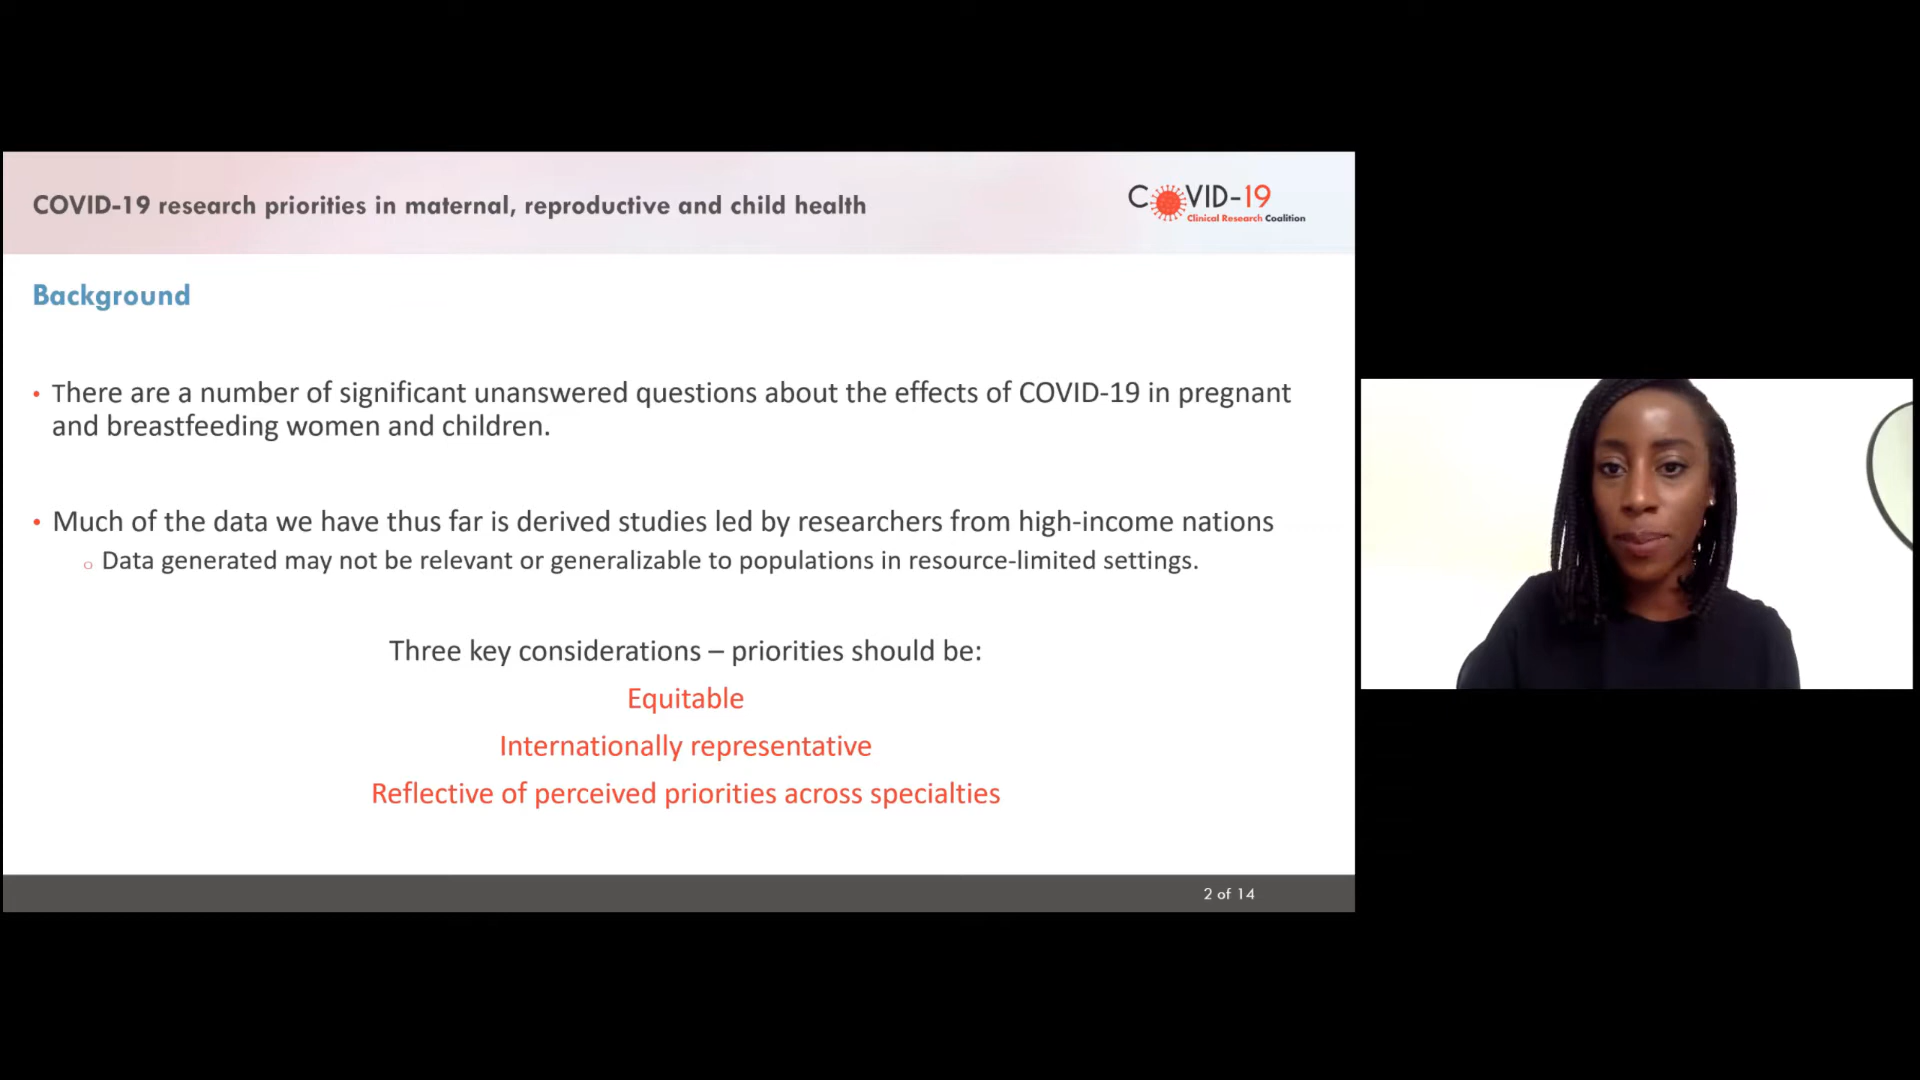 COVID-19 research priorities in maternal, reproductive and child health
COVID-19
Clinical Research Coalition
Background
• There are a number of significant unanswered questions about the effects of COVID-19 in pregnant
and breastfeeding women and children.
• Much of the data we have thus far is derived studies led by researchers from high-income nations
o Data generated may not be relevant or generalizable to populations in resource-limited settings.
Three key considerations – priorities should be:
Equitable
Internationally representative
Reflective of perceived priorities across specialties
2 of 14